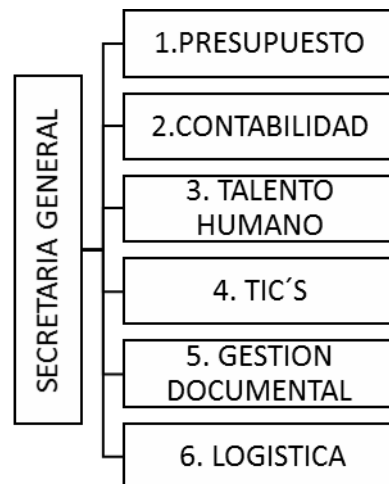 SECRETARIA GENERAL
1.PRESUPUESTO
2.CONTABILIDAD
3. TALENTO
HUMANO
4. TIC´S
5. GESTION
DOCUMENTAL
6. LOGISTICA